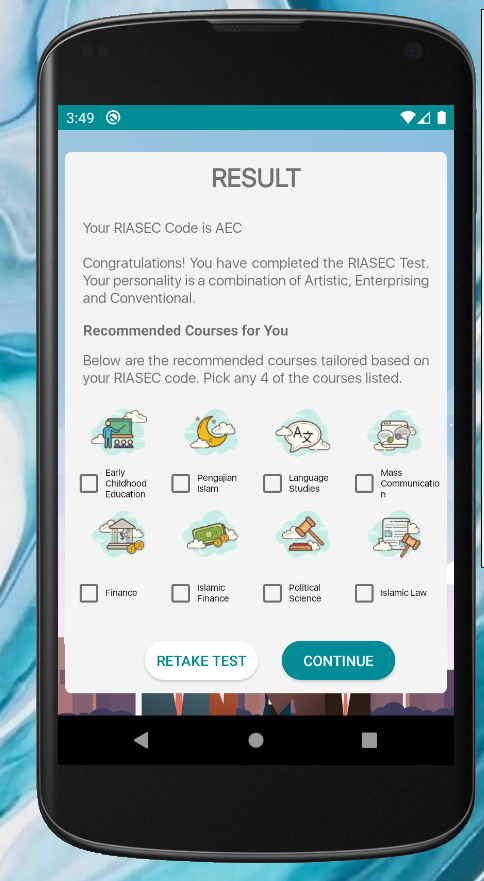 3:49
RESULT
Your RIASEC Code is AEC
Congratulations! You have completed the RIASEC Test.
Your personality is a combination of Artistic, Enterprising
and Conventional.
Recommended Courses for You
Below are the recommended courses tailored based on
your RIASEC code. Pick any 4 of the courses listed.
Early
Childhood
Education
Pengajian
Islam
Language
Studies
Mass
Communicatio
n
Finance
Islamic
Finance
Political
Science
Islamic Law
RETAKE TEST
CONTINUE